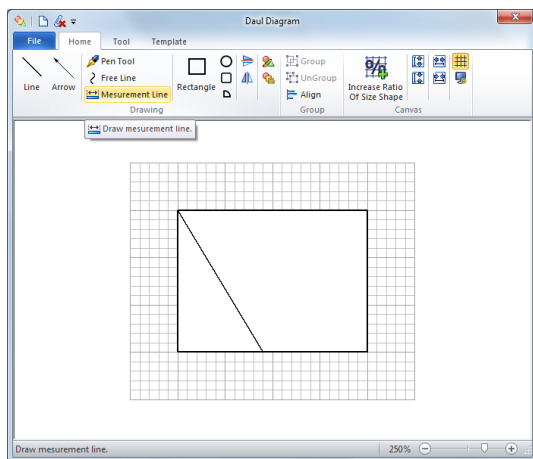 Daul Diagram
File Home Tool Template
Line
Arrow
Pen Tool
Free Line
Mesurement Line
Rectangle
Drawing
Group
UnGroup
Align
Group
Increase Ratio
Of Size Shape
Canvas
Draw mesurement line.
Draw mesurement line.
250%